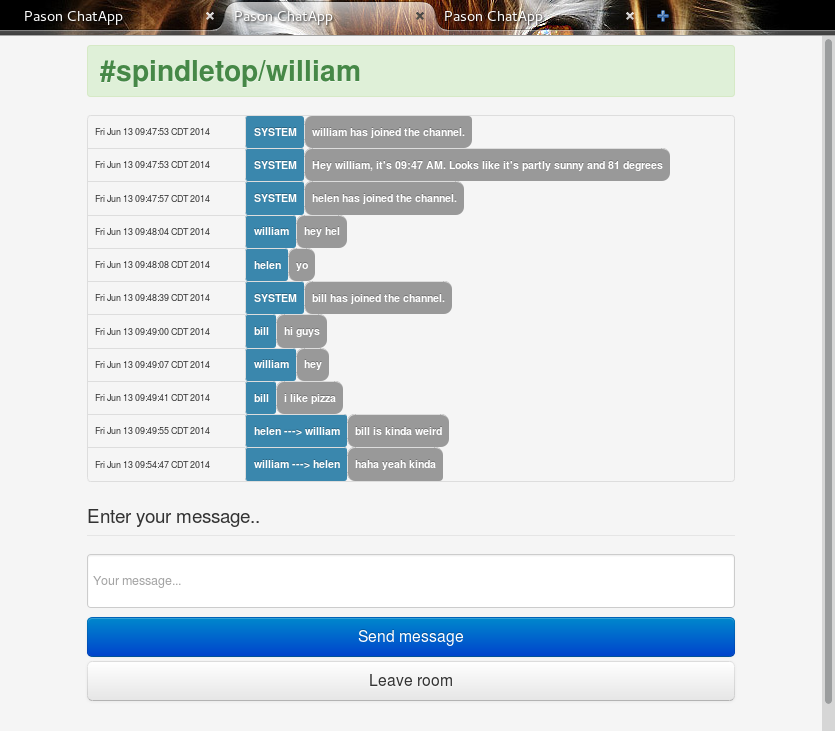 Pason ChatApp Pason ChatApp Pason ChatApp
#spindletop/william
Fri Jun 13 09:47:53 CDT 2014 SYSTEM william has joined the channel.
Fri Jun 13 09:47:53 CDT 2014 SYSTEM Hey william, it's 09:47 AM. Looks like it's partly sunny and 81 degrees
Fri Jun 13 09:47:57 CDT 2014 SYSTEM helen has joined the channel.
Fri Jun 13 09:48:04 CDT 2014 william hey hel
Fri Jun 13 09:48:08 CDT 2014 helen yo
Fri Jun 13 09:48:39 CDT 2014 SYSTEM bill has joined the channel.
Fri Jun 13 09:49:00 CDT 2014 bill hi guys
Fri Jun 13 09:49:07 CDT 2014 william hey
Fri Jun 13 09:49:41 CDT 2014 bill i like pizza
Fri Jun 13 09:49:55 CDT 2014 helen ---> william bill is kinda weird
Fri Jun 13 09:54:47 CDT 2014 william ---> helen haha yeah kinda
Enter your message..
Your message...
Send message
Leave room